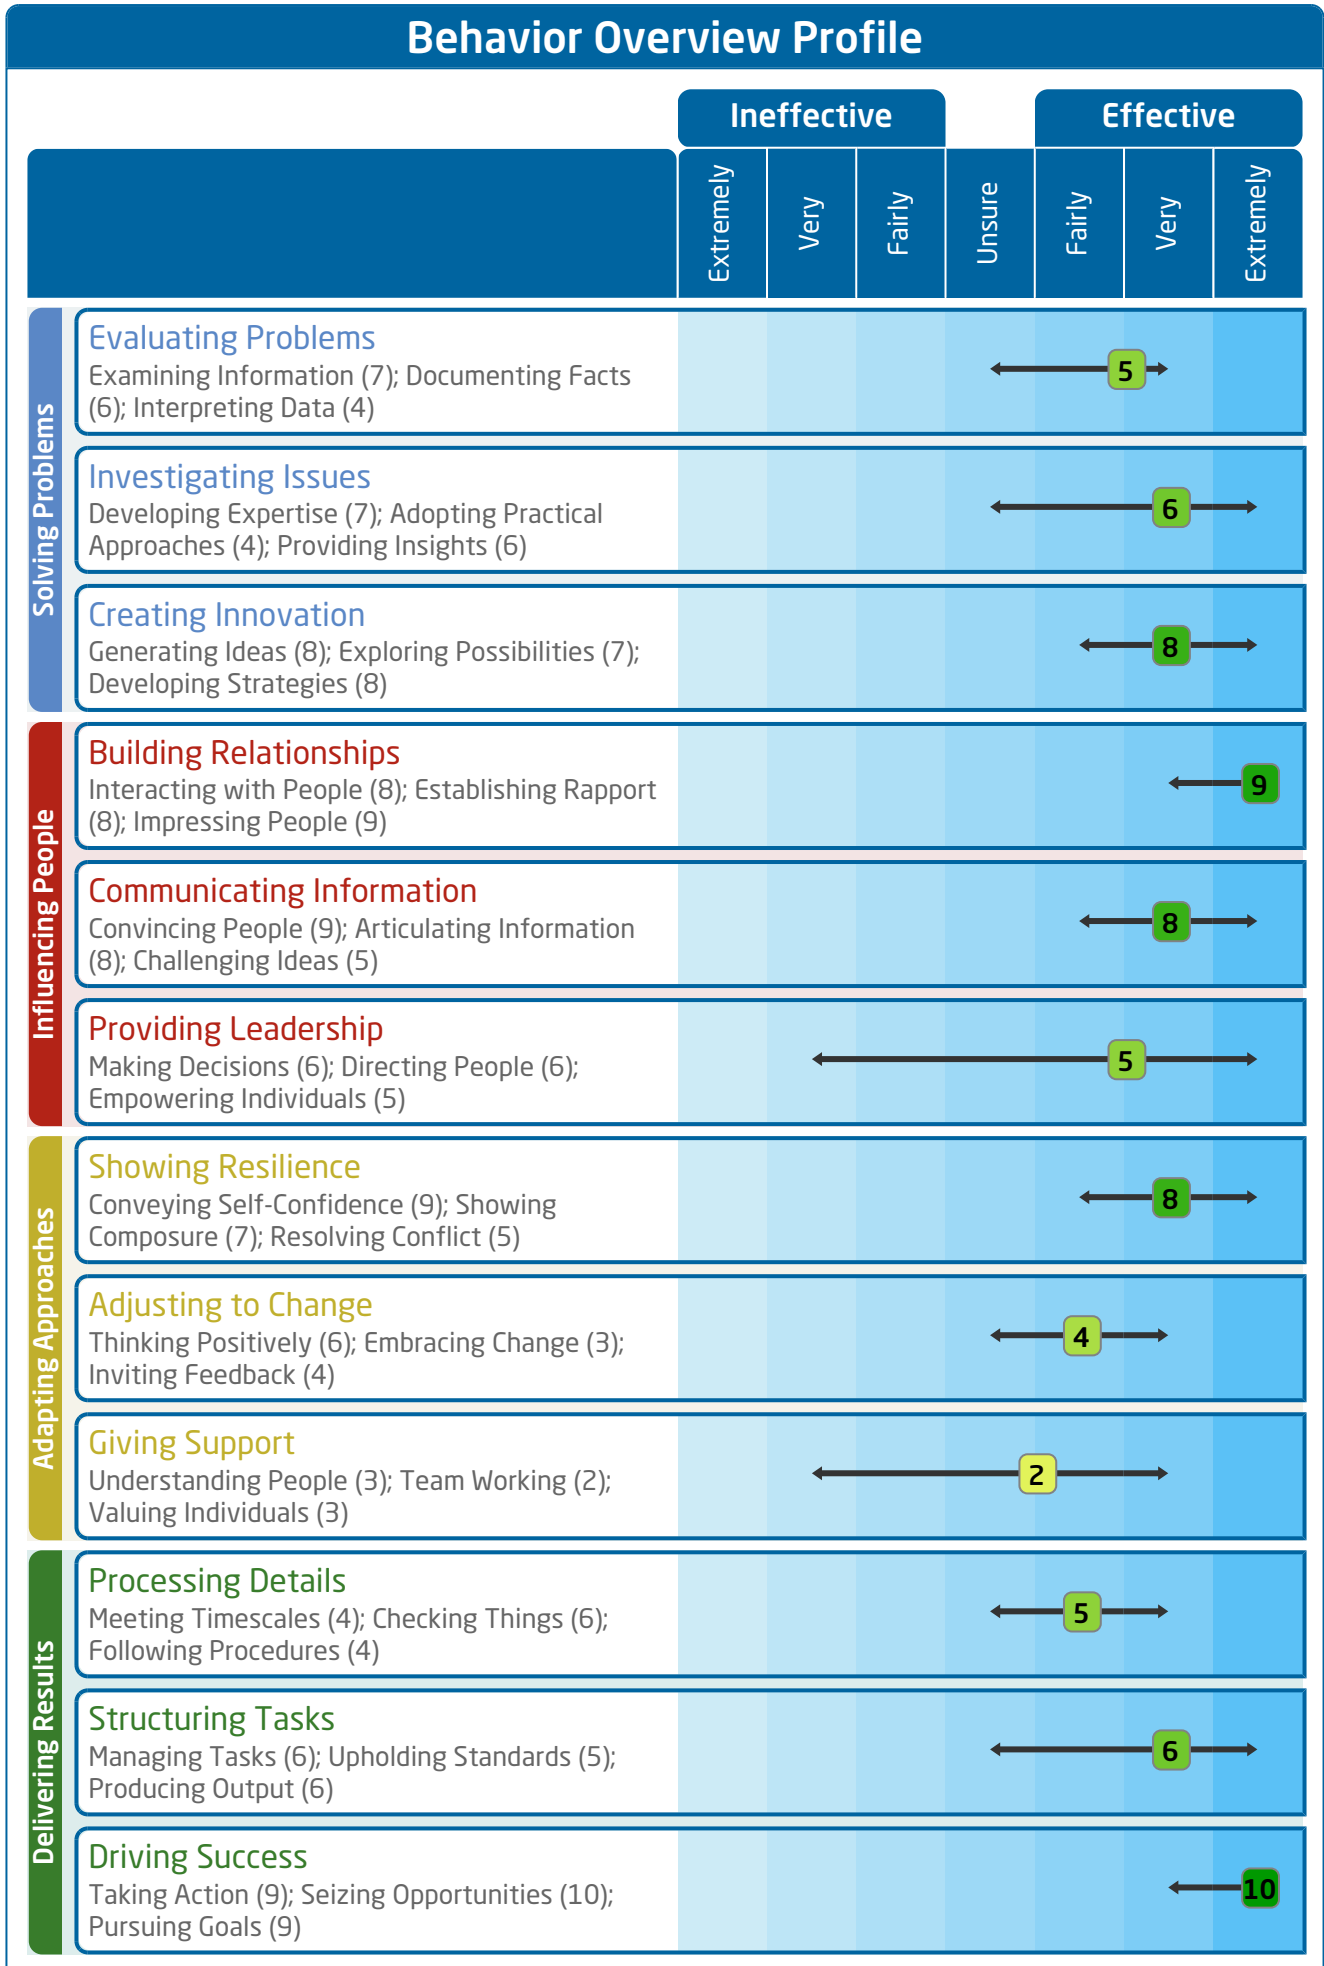 Behavior Overview Profile
Ineffective
Effective
Extremely
Very
Fairly
Unsure
Fairly
Very
Extremely
Solving Problems
Evaluating Problems
Examining Information (7); Documenting Facts
(6); Interpreting Data (4)
5
Investigating Issues
Developing Expertise (7); Adopting Practical
Approaches (4); Providing Insights (6)
6
Creating Innovation
Generating Ideas (8); Exploring Possibilities (7);
Developing Strategies (8)
8
Influencing People
Building Relationships
Interacting with People (8); Establishing Rapport
(8); Impressing People (9)
9
Communicating Information
Convincing People (9); Articulating Information
(8); Challenging Ideas (5)
8
Providing Leadership
Making Decisions (6); Directing People (6);
Empowering Individuals (5)
5
Adapting Approaches
Showing Resilience
Conveying Self-Confidence (9); Showing
Composure (7); Resolving Conflict (5)
8
Adjusting to Change
Thinking Positively (6); Embracing Change (3);
Inviting Feedback (4)
4
Giving Support
Understanding People (3); Team Working (2);
Valuing Individuals (3)
2
Delivering Results
Processing Details
Meeting Timescales (4); Checking Things (6);
Following Procedures (4)
5
Structuring Tasks
Managing Tasks (6); Upholding Standards (5);
Producing Output (6)
6
Driving Success
Taking Action (9); Seizing Opportunities (10);
Pursuing Goals (9)
10